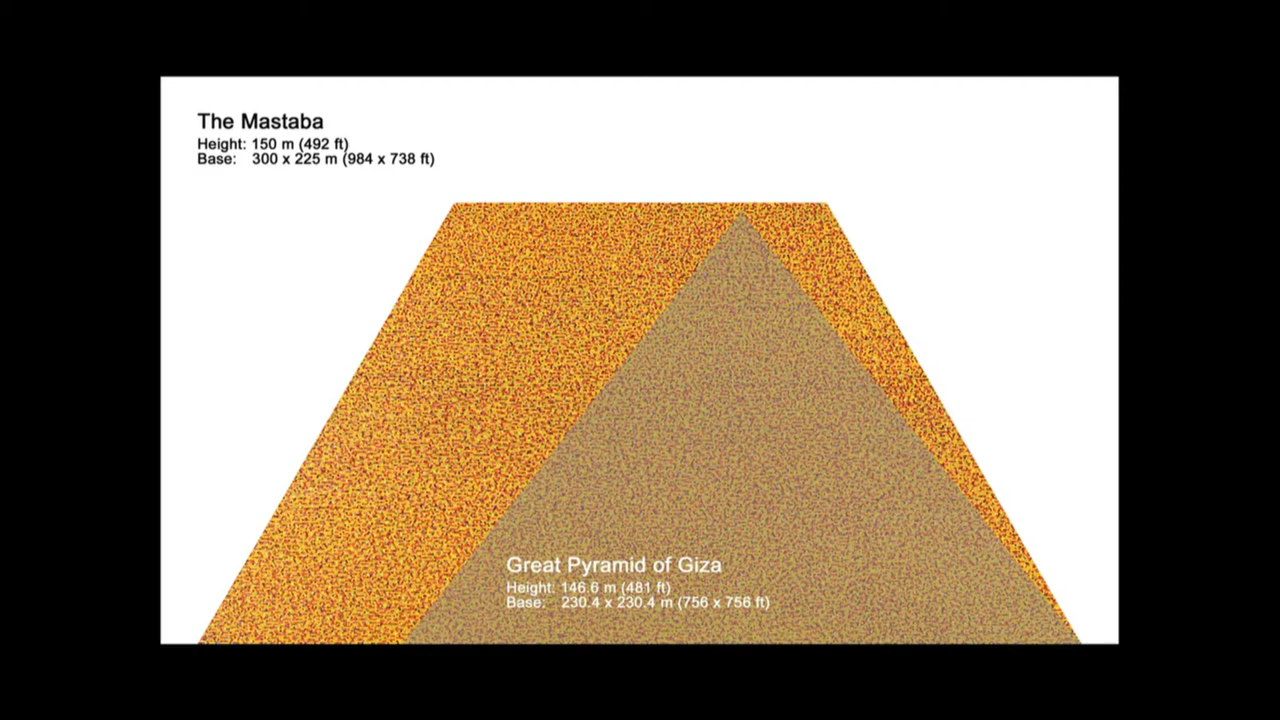 The Mastaba
Height: 150 m (492 ft)
Base: 300 x 225 m (984 x 738 ft)
Great Pyramid of Giza
Height: 146.6 m (481 ft)
Base: 230.4 x 230.4 m (756 x 756 ft)